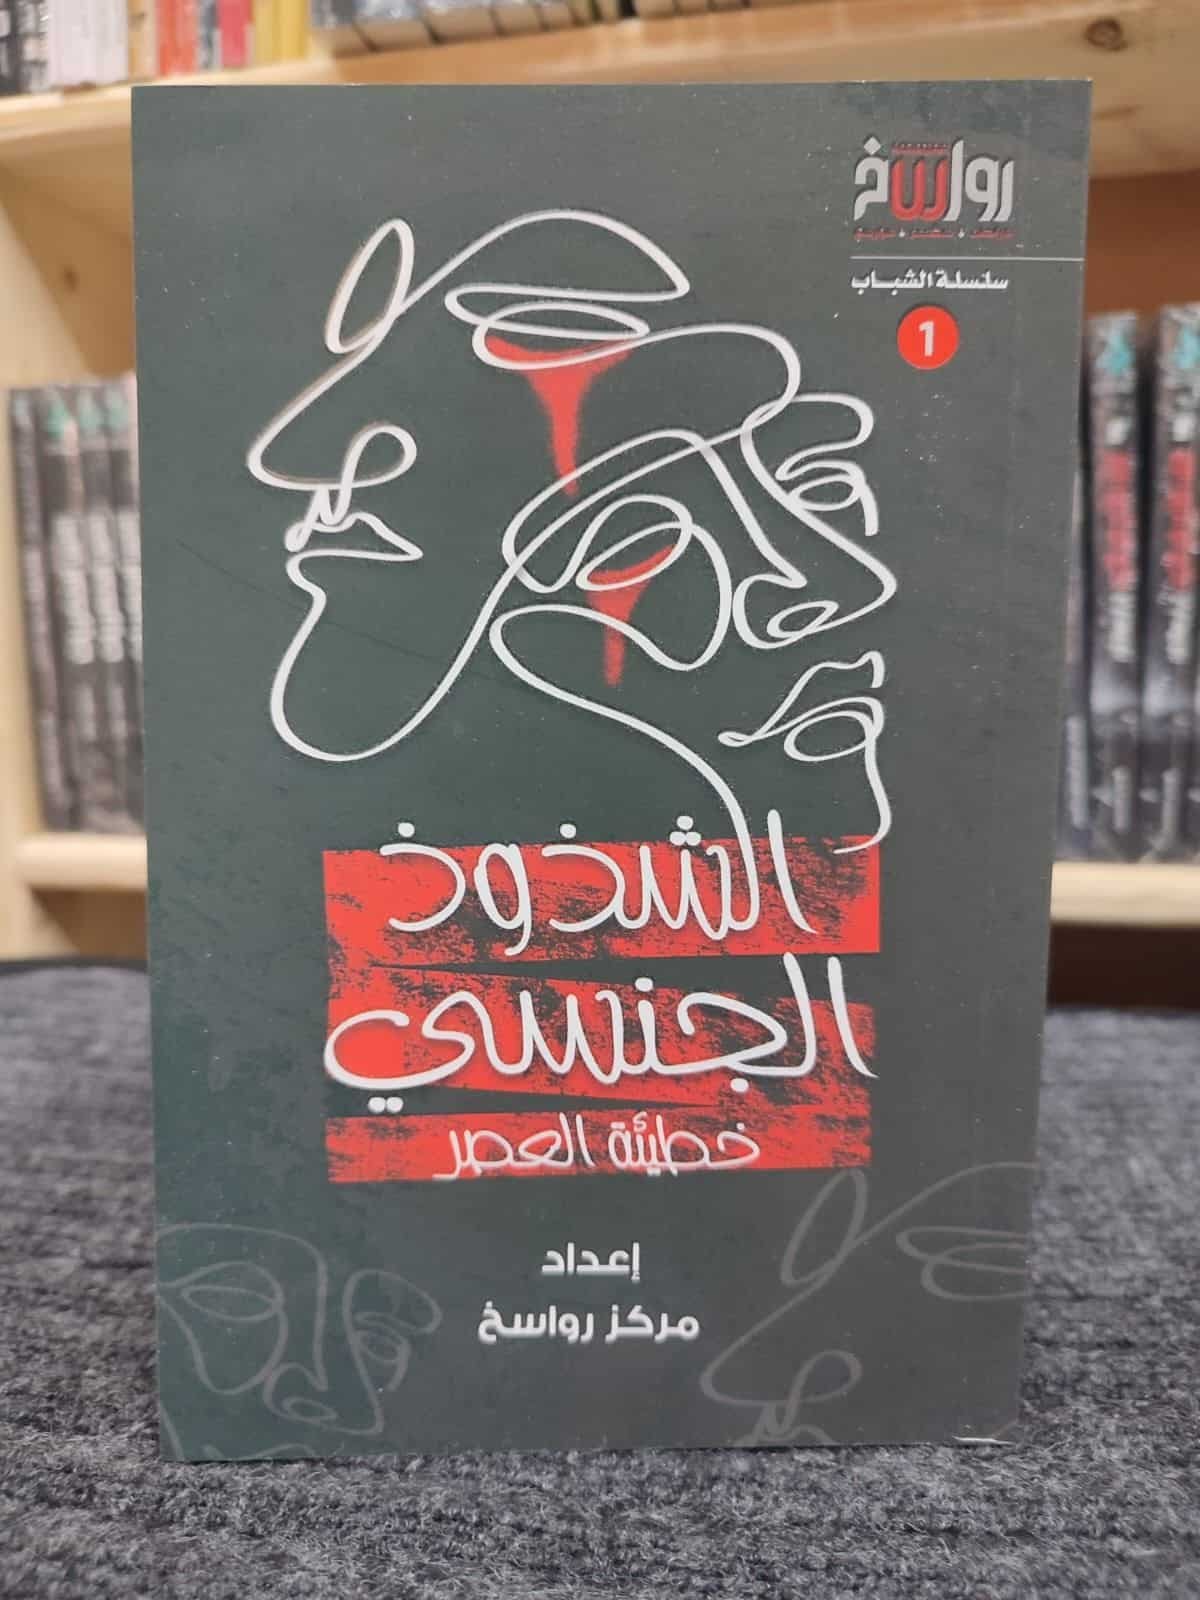 رواسخ
سلسلة الشباب
1
الشذوذ
الجنسي
خطيئة العصر
إعداد
مركز رواسخ